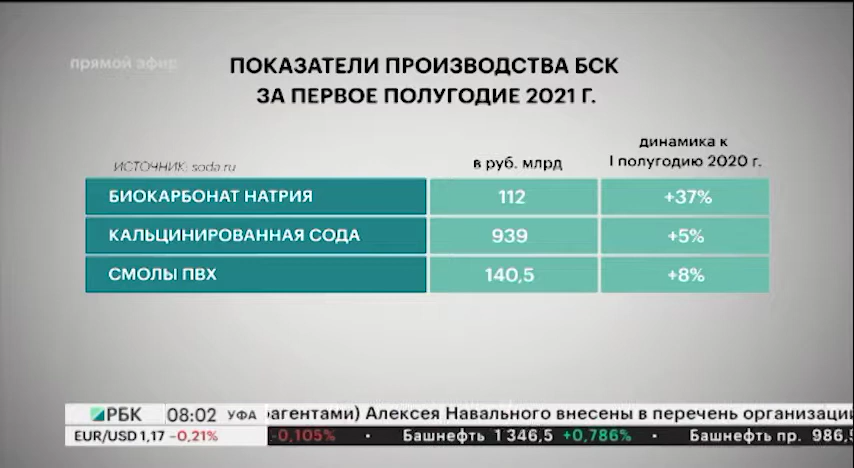 прямой эфир
ПОКАЗАТЕЛИ ПРОИЗВОДСТВА БСК
ЗА ПЕРВОЕ ПОЛУГОДИЕ 2021 Г.
ИСТОЧНИК: soda.ru
в руб. млрд
динамика к
I полугодию 2020 г.
БИОКАРБОНАТ НАТРИЯ 112 +37%
КАЛЬЦИНИРОВАННАЯ СОДА 939 +5%
СМОЛЫ ПВХ 140,5 +8%
РБК 08:02 УФА агентами) Алексея Навального внесены в перечень организаций
EUR/USD 1,17 -0,21% -0,105% • Башнефть 1 346,5 +0,786% • Башнефть пр. 986,5